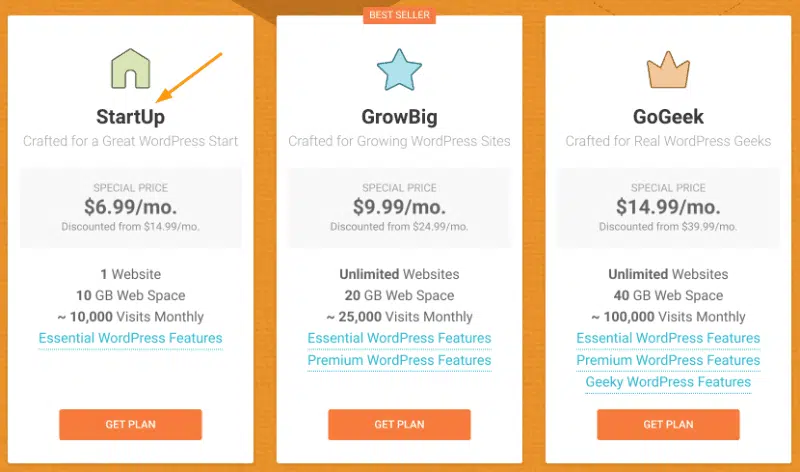 StartUp
Crafted for a Great WordPress Start
SPECIAL PRICE
$6.99/mo.
Discounted from $14.99/mo.
1 Website
10 GB Web Space
~ 10,000 Visits Monthly
Essential WordPress Features
GET PLAN
BEST SELLER
GrowBig
Crafted for Growing WordPress Sites
SPECIAL PRICE
$9.99/mo.
Discounted from $24.99/mo.
Unlimited Websites
20 GB Web Space
~ 25,000 Visits Monthly
Essential WordPress Features
Premium WordPress Features
GET PLAN
GoGeek
Crafted for Real WordPress Geeks
SPECIAL PRICE
$14.99/mo.
Discounted from $39.99/mo.
Unlimited Websites
40 GB Web Space
~ 100,000 Visits Monthly
Essential WordPress Features
Premium WordPress Features
Geeky WordPress Features
GET PLAN